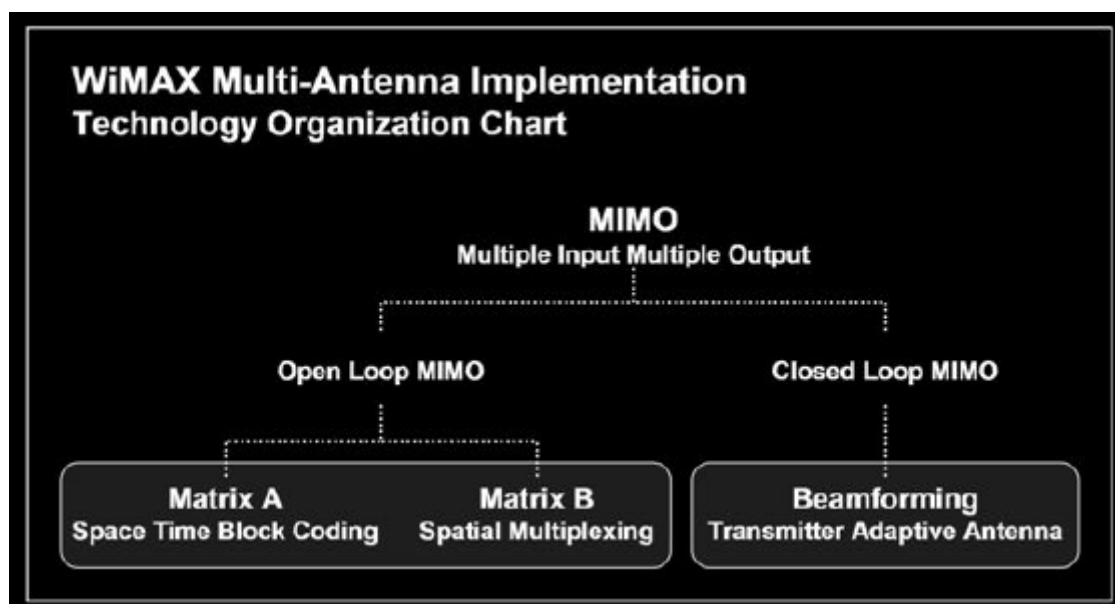 WiMAX Multi-Antenna Implementation
Technology Organization Chart
MIMO
Multiple Input Multiple Output
Open Loop MIMO
Closed Loop MIMO
Matrix A
Space Time Block Coding
Matrix B
Spatial Multiplexing
Beamforming
Transmitter Adaptive Antenna